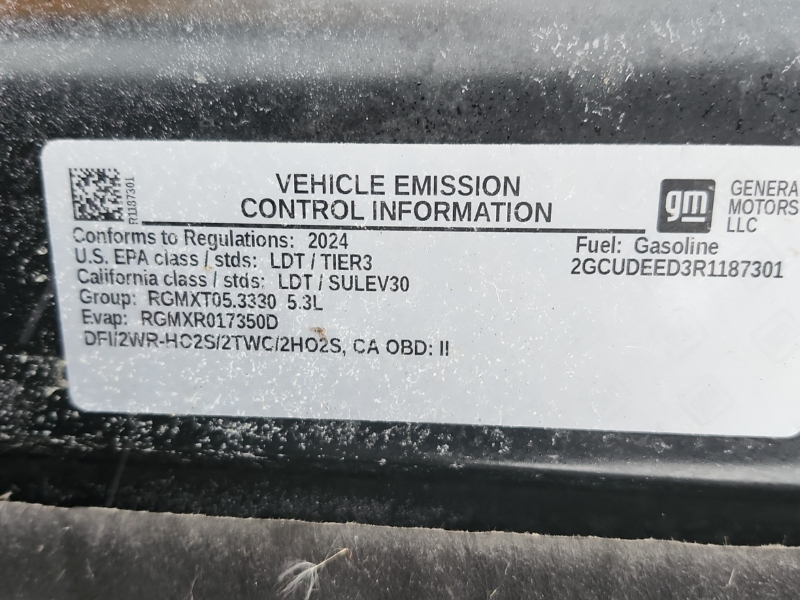 R1187301
VEHICLE EMISSION
CONTROL INFORMATION
gm
GENERA
MOTORS
LLC
Conforms to Regulations: 2024
U.S. EPA class / stds: LDT / TIER3
California class / stds: LDT / SULEV30
Group: RGMXT05.3330 5.3L
Evap: RGMXR017350D
DFI/2WR-HO2S/2TWC/2HO2S, CA OBD: II
Fuel: Gasoline
2GCUDEED3R1187301